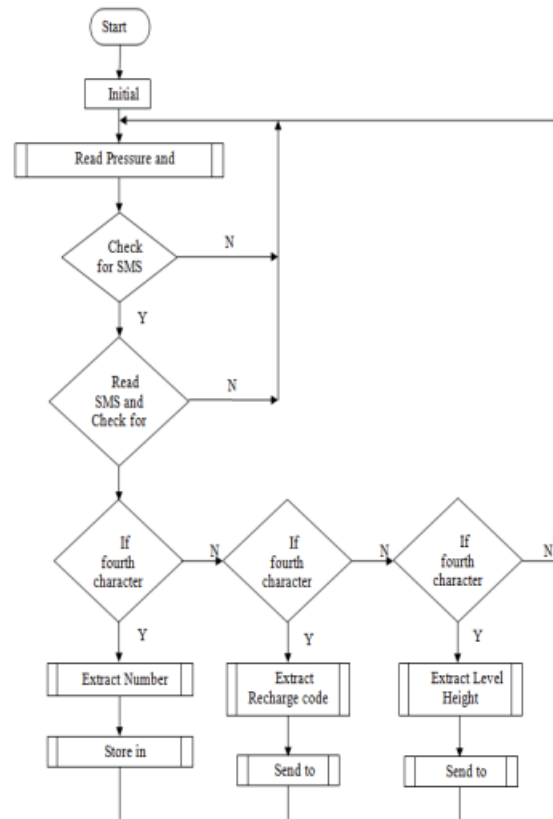 Start
Initial
Read Pressure and
Check
for SMS
N
Y
Read
SMS and
Check for
N
If
fourth
character
N
If
fourth
character
N
If
fourth
character
N
Y
Y
Y
Extract Number
Extract
Recharge code
Extract Level
Height
Store in
Send to
Send to